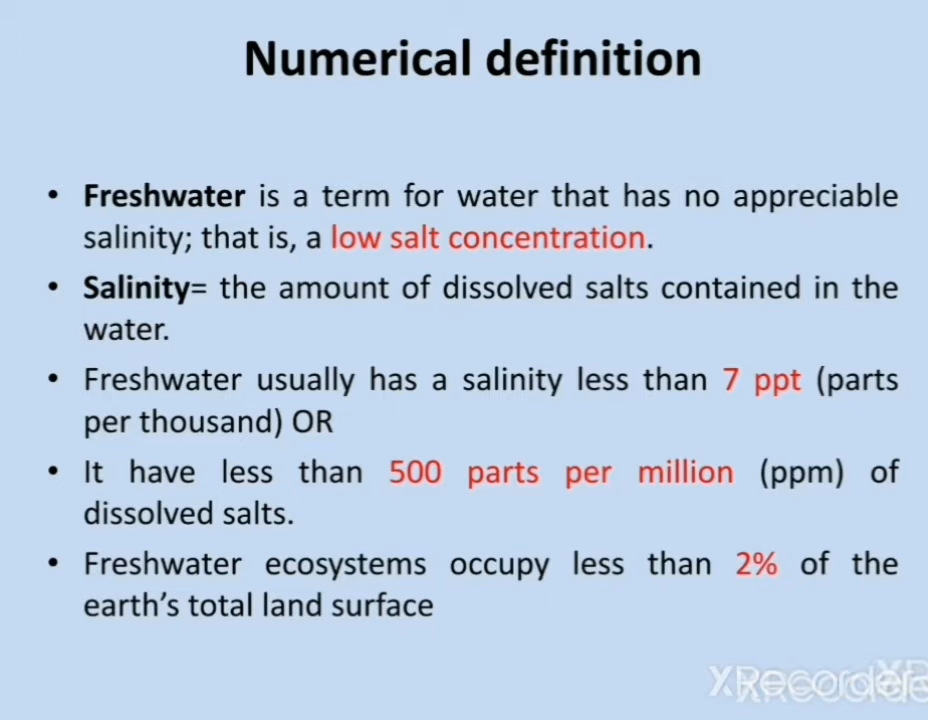 Numerical definition
• Freshwater is a term for water that has no appreciable
salinity; that is, a low salt concentration.
• Salinity= the amount of dissolved salts contained in the
water.
• Freshwater usually has a salinity less than 7 ppt (parts
per thousand) OR
• It have less than 500 parts per million (ppm) of
dissolved salts.
• Freshwater ecosystems occupy less than 2% of the
earth's total land surface
XRecorder